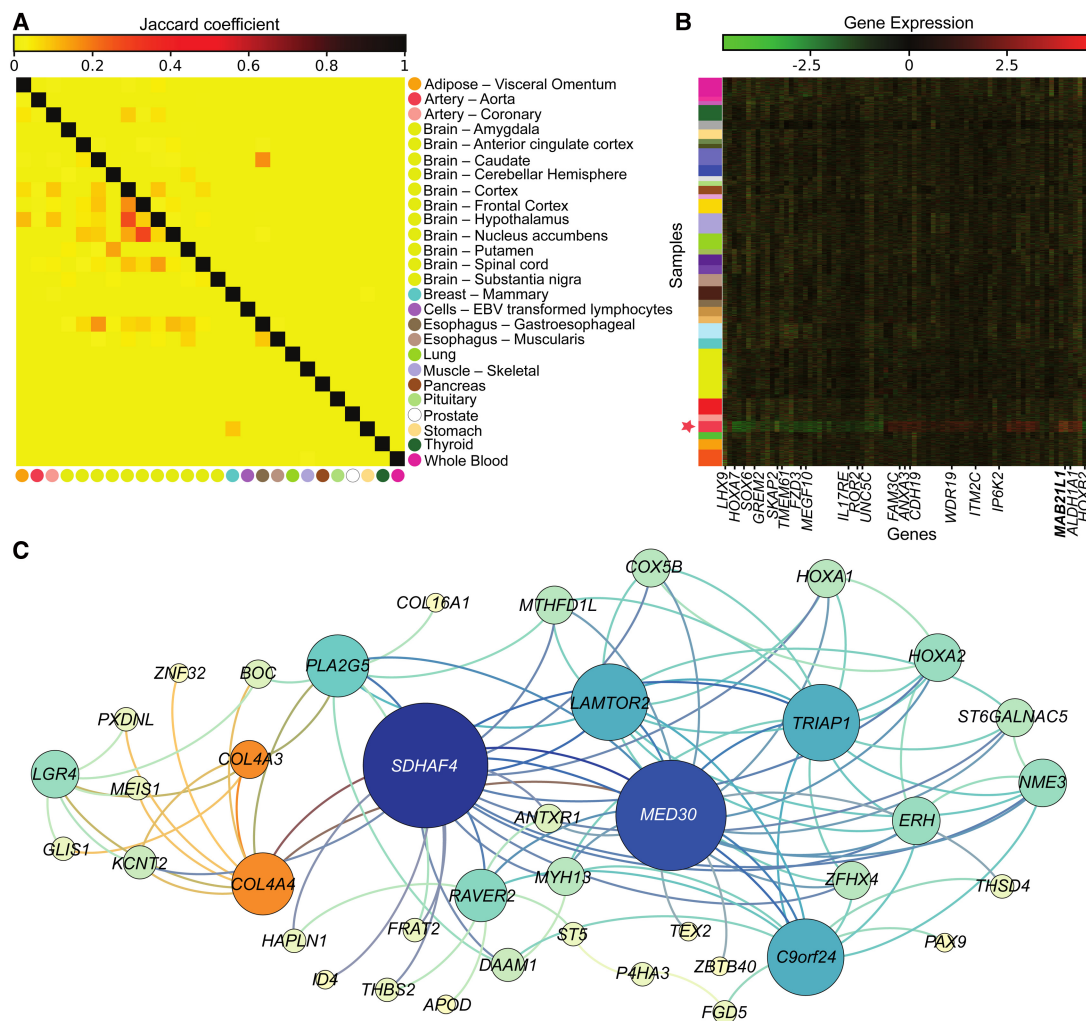 A
Jaccard coefficient
0 0.2 0.4 0.6 0.8 1
Adipose – Visceral Omentum
Artery – Aorta
Artery – Coronary
Brain – Amygdala
Brain – Anterior cingulate cortex
Brain – Caudate
Brain – Cerebellar Hemisphere
Brain – Cortex
Brain – Frontal Cortex
Brain – Hypothalamus
Brain – Nucleus accumbens
Brain – Putamen
Brain – Spinal cord
Brain – Substantia nigra
Breast – Mammary
Cells – EBV transformed lymphocytes
Esophagus – Gastroesophageal
Esophagus – Muscularis
Lung
Muscle – Skeletal
Pancreas
Pituitary
Prostate
Stomach
Thyroid
Whole Blood
B
Gene Expression
-2.5 0 2.5
Samples
LHX9
HOXA7
SOX6
GREM2
SKAP2
TMEM61
FZD3
MEGF10
IL17RE
ROR2
UNC5C
FAM3C
ANXA3
CDH19
WDR19
ITM2C
IP6K2
MAB21L1
ALDH1A1
HOXB2
Genes
C
COX5B
HOXA1
COL16A1
MTHFD1L
HOXA2
ZNF32
BOC
PLA2G5
LAMTOR2
TRIAP1
ST6GALNAC5
PXDNL
LGR4
COL4A3
SDHAF4
NME3
MEIS1
ANTXR1
MED30
ERH
GLIS1
KCNT2
COL4A4
MYH13
RAVER2
ZFHX4
THSD4
HAPLN1
FRAT2
ST5
TEX2
PAX9
ID4
DAAM1
P4HA3
ZBTB40
C9orf24
THBS2
APOD
FGD5